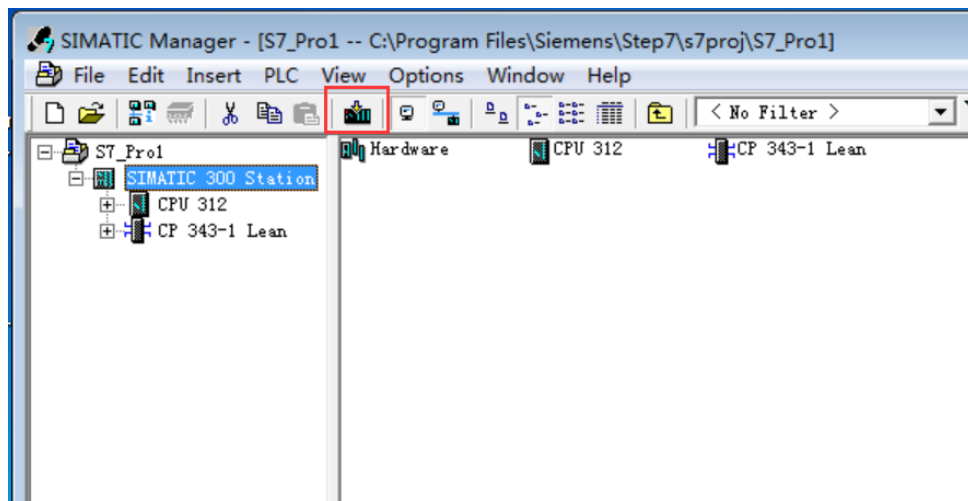 SIMATIC Manager - [S7_Pro1 -- C:\Program Files\Siemens\Step7\s7proj\S7_Pro1]
File Edit Insert PLC View Options Window Help
< No Filter >
S7_Pro1
SIMATIC 300 Station
CPU 312
CP 343-1 Lean
Hardware CPU 312 CP 343-1 Lean